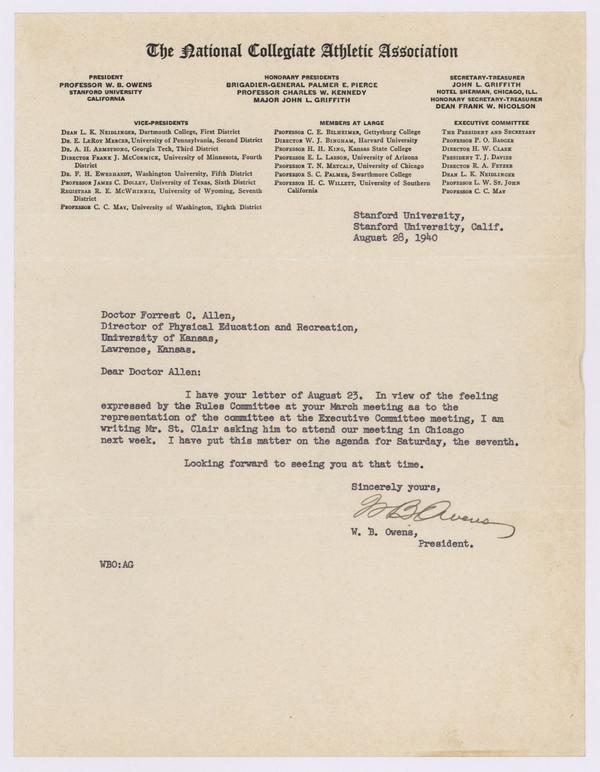 The National Collegiate Athletic Association
PRESIDENT
PROFESSOR W. B. OWENS
STANFORD UNIVERSITY
CALIFORNIA
HONORARY PRESIDENTS
BRIGADIER-GENERAL PALMER E. PIERCE
PROFESSOR CHARLES W. KENNEDY
MAJOR JOHN L. GRIFFITH
SECRETARY-TREASURER
JOHN L. GRIFFITH
HOTEL SHERMAN, CHICAGO, ILL.
HONORARY SECRETARY-TREASURER
DEAN FRANK W. NICOLSON
VICE-PRESIDENTS
DEAN L. K. NEIDLINGER, Dartmouth College, First District
DR. E. LEROY MERCER, University of Pennsylvania, Second District
DR. A. H. ARMSTRONG, Georgia Tech, Third District
DIRECTOR FRANK J. MCCORMICK, University of Minnesota, Fourth
District
DR. F. H. EWERHARDT, Washington University, Fifth District
PROFESSOR JAMES C. DOLLEY, University of Texas, Sixth District
REGISTRAR R. E. MCWHINNIE, University of Wyoming, Seventh
District
PROFESSOR C. C. MAY, University of Washington, Eighth District
MEMBERS AT LARGE
PROFESSOR C. E. BILHEIMER, Gettysburg College
DIRECTOR W. J. BINGHAM, Harvard University
PROFESSOR H. H. KING, Kansas State College
PROFESSOR E. L. LARSON, University of Arizona
PROFESSOR T. N. METCALF, University of Chicago
PROFESSOR S. C. PALMER, Swarthmore College
PROFESSOR H. C. WILLETT, University of Southern
California
EXECUTIVE COMMITTEE
THE PRESIDENT AND SECRETARY
PROFESSOR P. O. BADGER
DIRECTOR H. W. CLARK
PRESIDENT T. J. DAVIES
DIRECTOR R. A. FETZER
DEAN L. K. NEIDLINGER
PROFESSOR L. W. ST. JOHN
PROFESSOR C. C. MAY
Stanford University,
Stanford University, Calif.
August 28, 1940
Doctor Forrest C. Allen,
Director of Physical Education and Recreation,
University of Kansas,
Lawrence, Kansas.
Dear Doctor Allen:
I have your letter of August 23. In view of the feeling
expressed by the Rules Committee at your March meeting as to the
representation of the committee at the Executive Committee meeting, I am
writing Mr. St. Clair asking him to attend our meeting in Chicago
next week. I have put this matter on the agenda for Saturday, the seventh.
Looking forward to seeing you at that time.
Sincerely yours,
W B Owens
W. B. Owens,
President.
WBO:AG